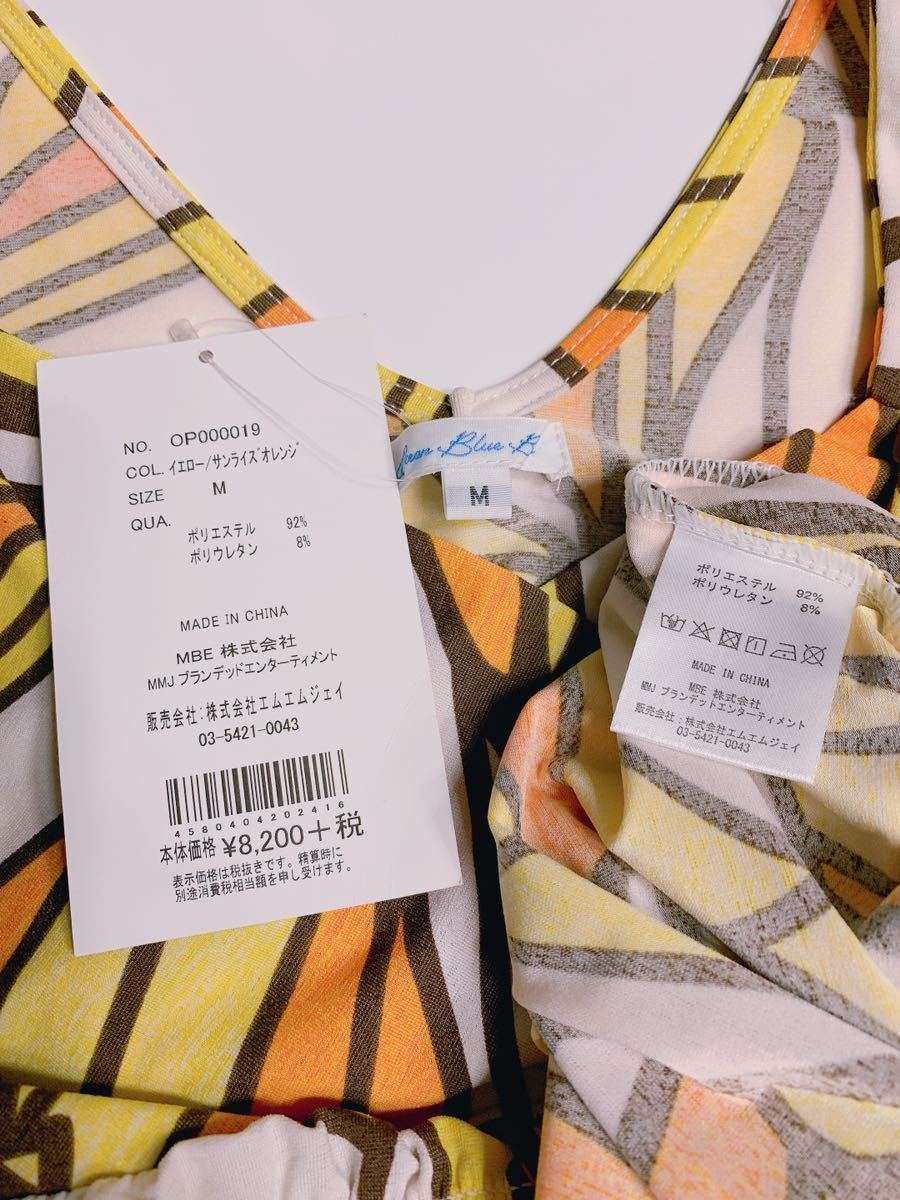 NO. OP000019
COL. イエロー/サンライズオレンジ
SIZE M
QUA.
ポリエステル 92%
ポリウレタン 8%
MADE IN CHINA
MBE 株式会社
MMJ ブランデッドエンターティメント
販売会社:株式会社エムエムジェイ
03-5421-0043
4580404202416
本体価格 ¥8,200+税
表示価格は税抜きです。精算時に
別途消費税相当額を申し受けます。
Blue B
M
ポリエステル 92%
ポリウレタン 8%
MADE IN CHINA
MBE 株式会社
MMJ ブランデットエンターティメント
販売会社:株式会社エムエムジェイ
03-5421-0043